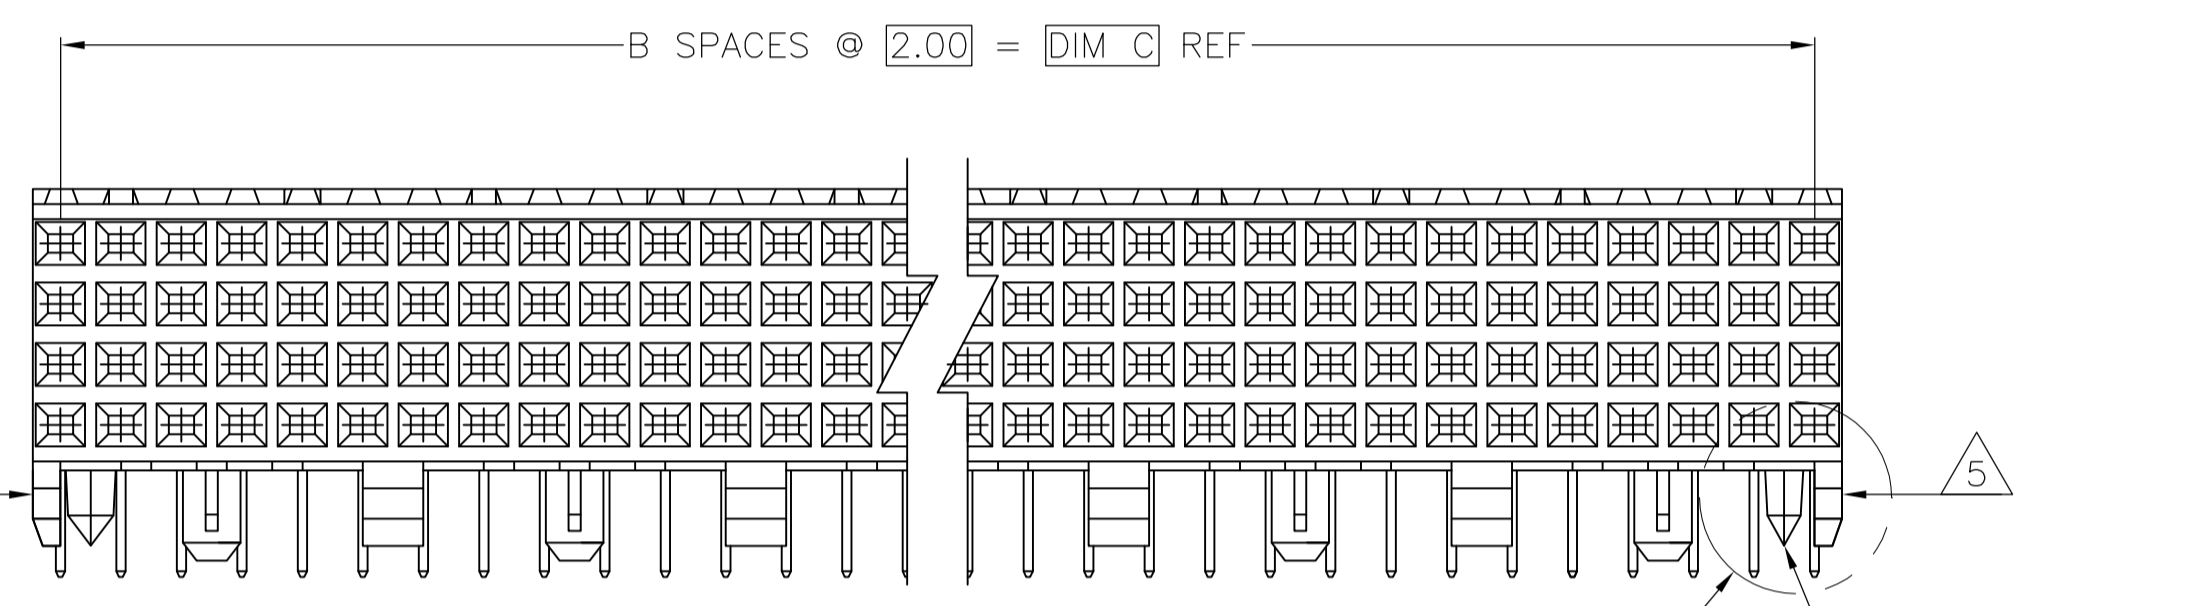 B SPACES @ 2.00 = DIM C REF
5